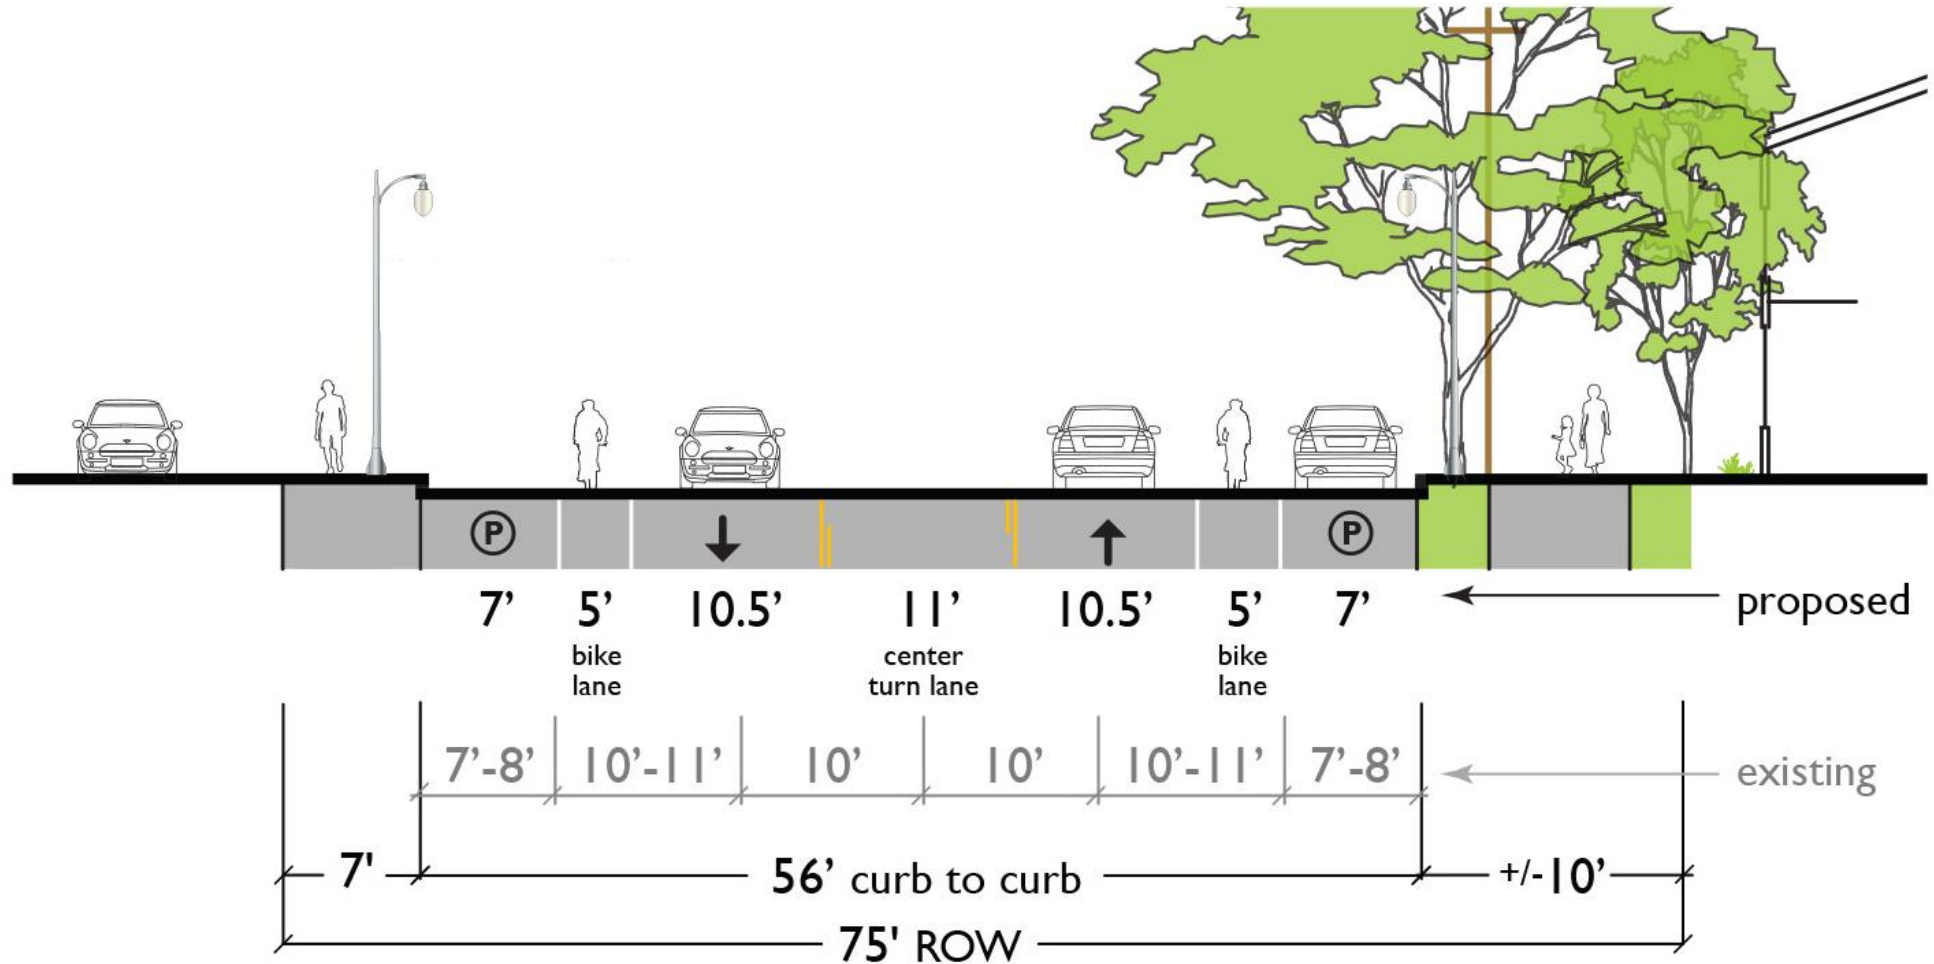 P P
7’ 5’ 10.5’ 11’ 10.5’ 5’ 7’ proposed
bike center bike
lane turn lane lane
7’-8’ 10’-11’ 10’ 10’ 10’-11’ 7’-8’ existing
7' 56’ curb to curb +/-10’
75' ROW